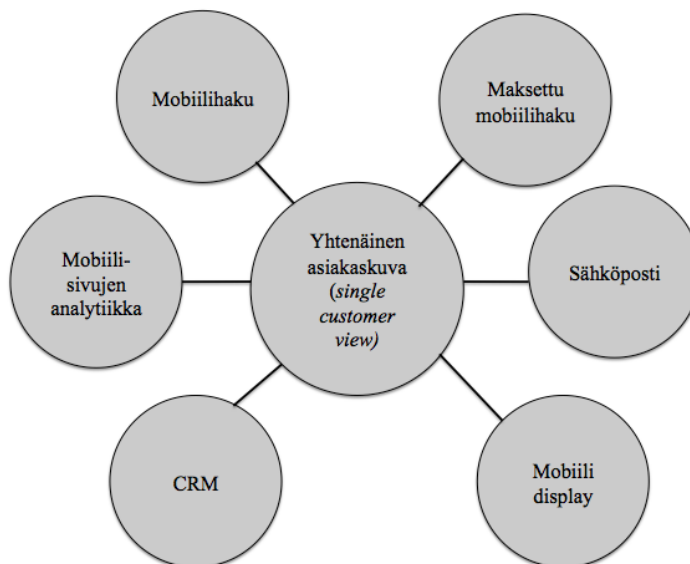 Mobiilihaku
Maksettu
mobiilihaku
Yhtenäinen
asiakaskuva
(single
customer
view)
Mobiili-
sivujen
analytiikka
Sähköposti
CRM
Mobiili
display